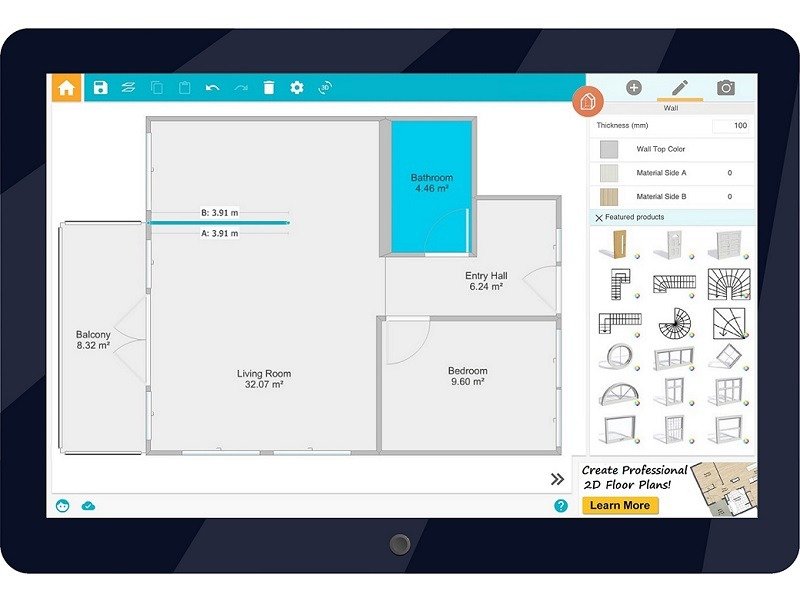 3D
Wall
Thickness (mm) 100
Wall Top Color
Material Side A 0
Material Side B 0
Featured products
Bathroom
4.46 m²
B: 3.91 m
A: 3.91 m
Entry Hall
6.24 m²
Balcony
8.32 m²
Living Room
32.07 m²
Bedroom
9.60 m²
Create Professional
2D Floor Plans!
Learn More
?